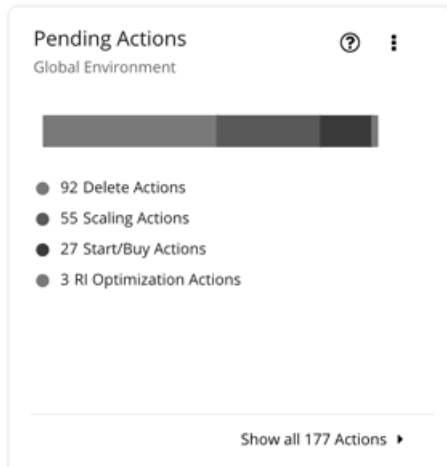 Pending Actions
Global Environment
92 Delete Actions
55 Scaling Actions
27 Start/Buy Actions
3 RI Optimization Actions
Show all 177 Actions